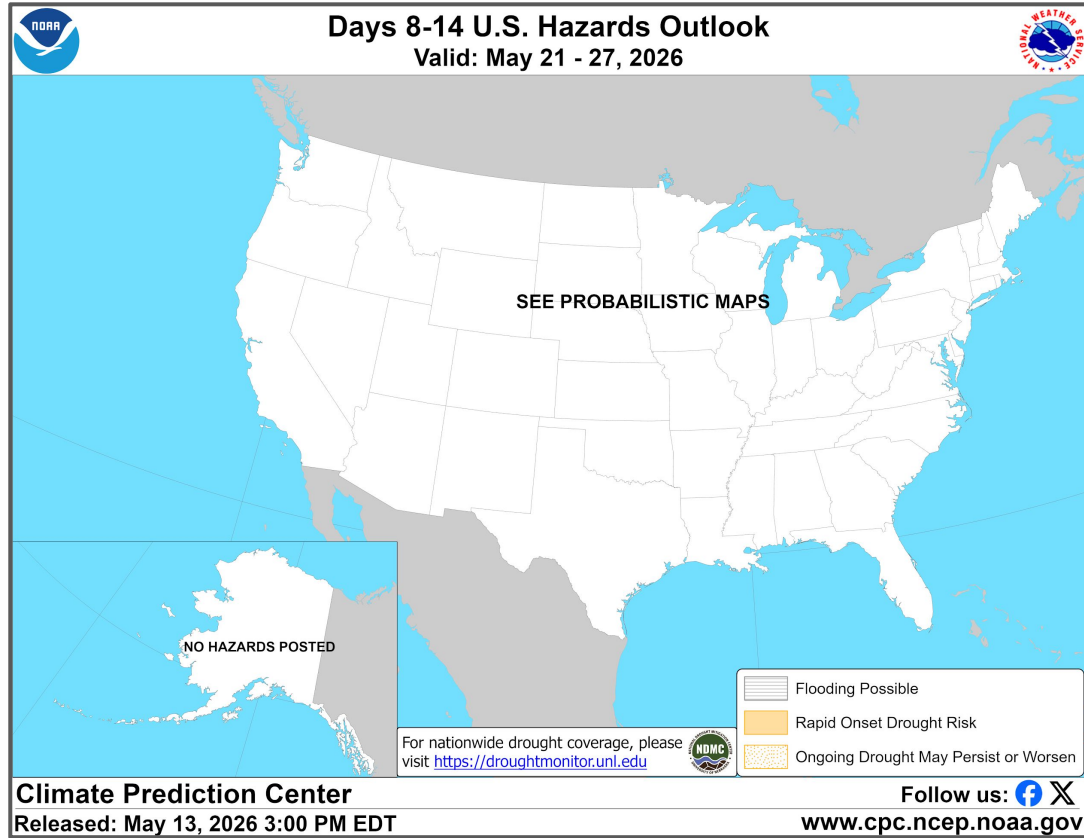 NOAA
Days 8-14 U.S. Hazards Outlook
Valid: May 21 - 27, 2026
NATIONAL WEATHER SERVICE
SEE PROBABILISTIC MAPS
NO HAZARDS POSTED
Flooding Possible
Rapid Onset Drought Risk
Ongoing Drought May Persist or Worsen
For nationwide drought coverage, please
visit https://droughtmonitor.unl.edu
NDMC
Climate Prediction Center
Follow us:
Released: May 13, 2026 3:00 PM EDT
www.cpc.ncep.noaa.gov